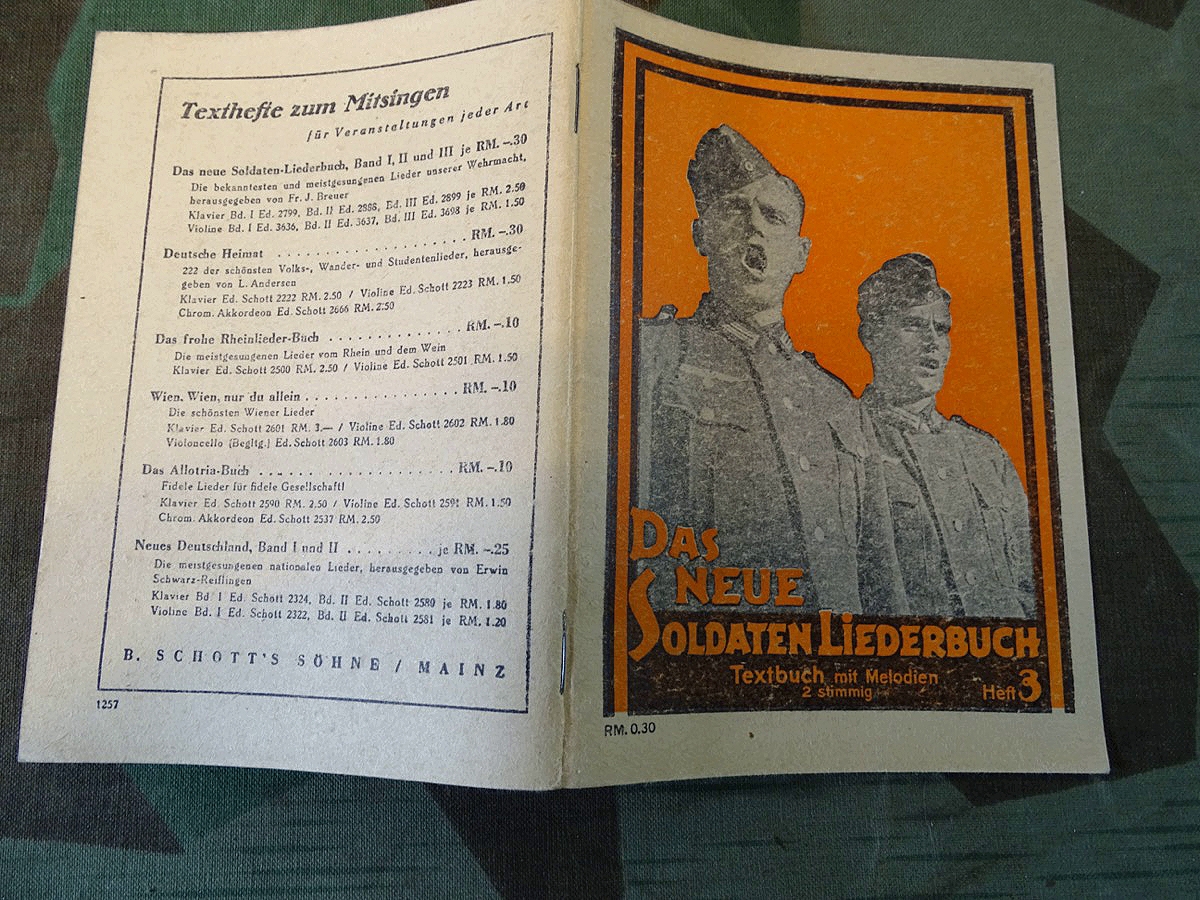 Texthefte zum Mitsingen
für Veranstaltungen jeder Art
Das neue Soldaten-Liederbuch, Band I, II und III je RM. -.30
Die bekanntesten und meistgesungenen Lieder unserer Wehrmacht,
herausgegeben von Fr. J. Breuer
Klavier Bd. I Ed. 2799, Bd. II Ed. 2888, Bd. III Ed. 2899 je RM. 2.50
Violine Bd. I Ed. 3636, Bd. II Ed. 3637, Bd. III Ed. 3698 je RM. 1.50
Deutsche Heimat . . . . . . . . . . . . . . . . . RM. -.30
222 der schönsten Volks-, Wander- und Studentenlieder, herausge-
geben von L. Andersen
Klavier Ed. Schott 2222 RM. 2.50 / Violine Ed. Schott 2223 RM. 1.50
Chrom. Akkordeon Ed. Schott 2666 RM. 2.50
Das frohe Rheinlieder-Buch . . . . . . . . . . . . . RM. -.10
Die meistgesungenen Lieder vom Rhein und dem Wein
Klavier Ed. Schott 2500 RM. 2.50 / Violine Ed. Schott 2501 RM. 1.50
Wien, Wien, nur du allein . . . . . . . . . . . . . . . RM. -.10
Die schönsten Wiener Lieder
Klavier Ed. Schott 2601 RM. 3.— / Violine Ed. Schott 2602 RM. 1.80
Violoncello (Begltg.) Ed. Schott 2603 RM. 1.80
Das Allotria-Buch . . . . . . . . . . . . . . . . . . . RM. -.10
Fidele Lieder für fidele Gesellschaft!
Klavier Ed. Schott 2590 RM. 2.50 / Violine Ed. Schott 2591 RM. 1.50
Chrom. Akkordeon Ed. Schott 2537 RM. 2.50
Neues Deutschland, Band I und II . . . . . . . . . je RM. -.25
Die meistgesungenen nationalen Lieder, herausgegeben von Erwin
Schwarz-Reiflingen
Klavier Bd I Ed. Schott 2324, Bd. II Ed. Schott 2580 je RM. 1.80
Violine Bd. I Ed. Schott 2322, Bd. II Ed. Schott 2581 je RM. 1.20
B. SCHOTT'S SÖHNE / MAINZ
1257
DAS
NEUE
SOLDATEN LIEDERBUCH
Textbuch mit Melodien
2 stimmig
Heft 3
RM. 0.30